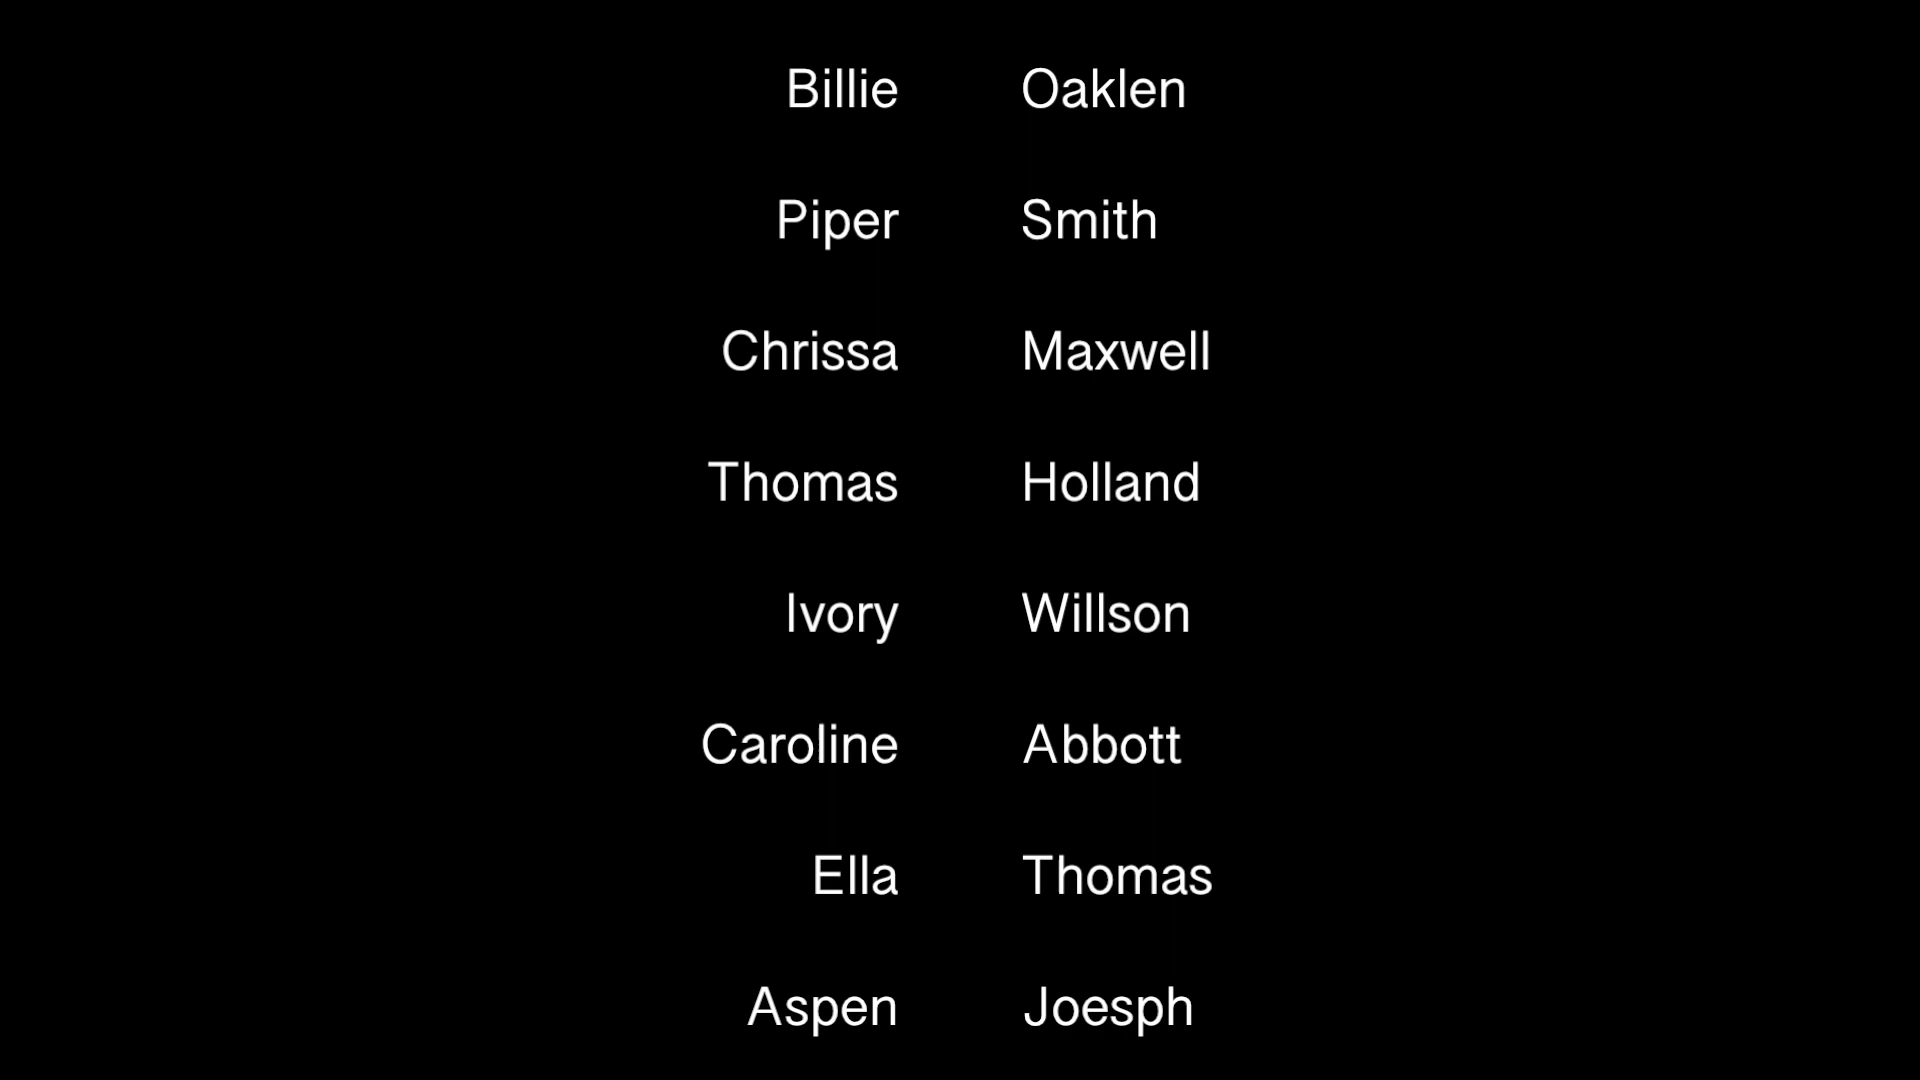 Billie Oaklen
Piper Smith
Chrissa Maxwell
Thomas Holland
Ivory Willson
Caroline Abbott
Ella Thomas
Aspen Joesph